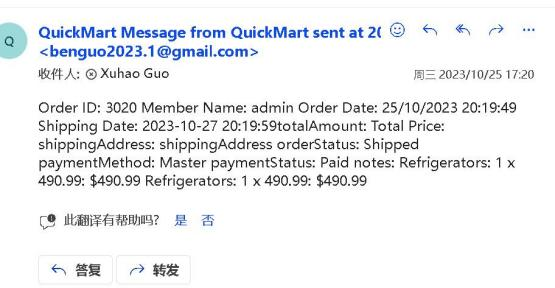 Q
QuickMart Message from QuickMart sent at 20
<benguo2023.1@gmail.com>
收件人: Xuhao Guo
周三 2023/10/25 17:20
Order ID: 3020 Member Name: admin Order Date: 25/10/2023 20:19:49
Shipping Date: 2023-10-27 20:19:59totalAmount: Total Price:
shippingAddress: shippingAddress orderStatus: Shipped
paymentMethod: Master paymentStatus: Paid notes: Refrigerators: 1 x
490.99: $490.99 Refrigerators: 1 x 490.99: $490.99
此翻译有帮助吗? 是 否
答复 转发